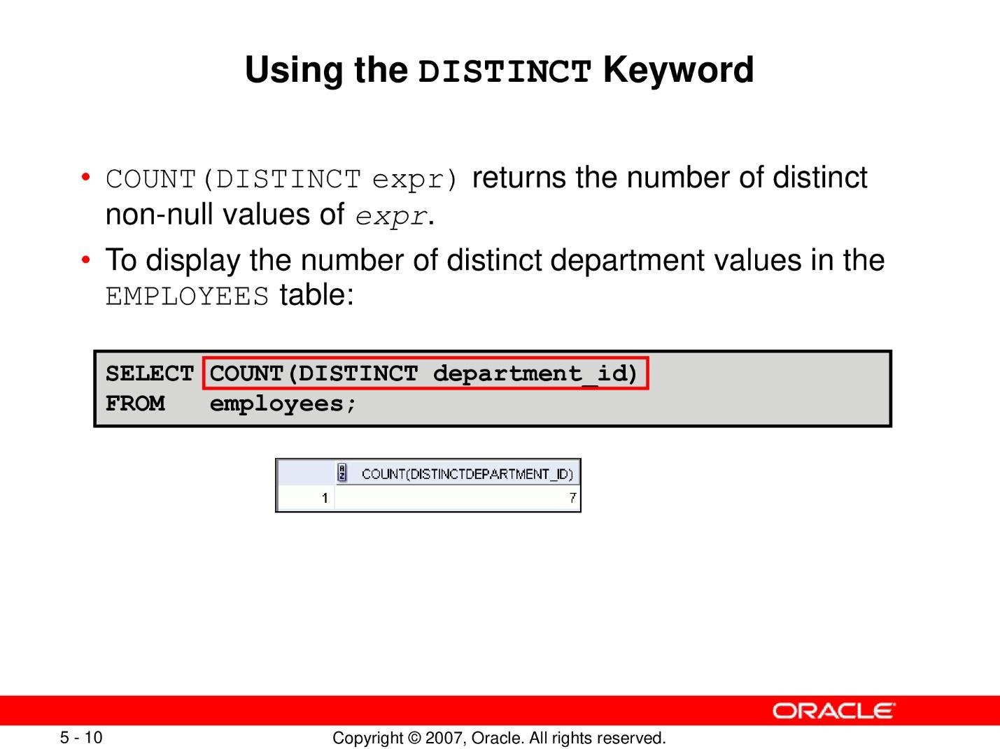 Using the DISTINCT Keyword
• COUNT(DISTINCT expr) returns the number of distinct
non-null values of expr.
• To display the number of distinct department values in the
EMPLOYEES table:
SELECT COUNT(DISTINCT department_id)
FROM employees;
COUNT(DISTINCTDEPARTMENT_ID)
1 7
ORACLE
5 - 10 Copyright © 2007, Oracle. All rights reserved.